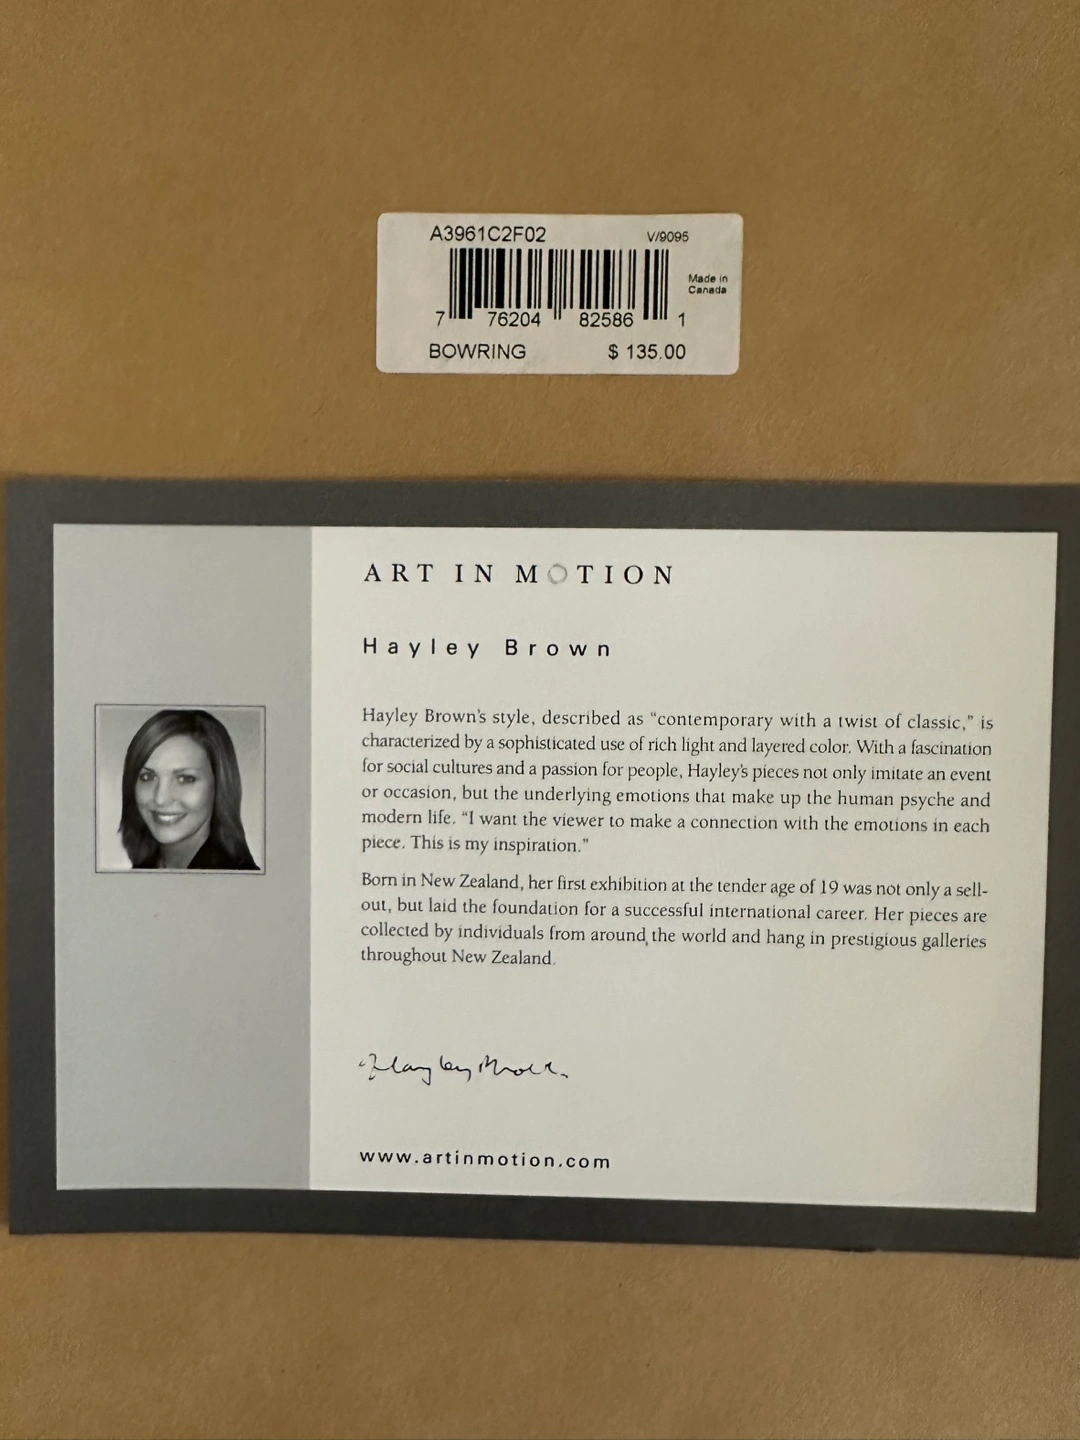 A3961C2F02 V/9095
Made in
Canada
7 76204 82586 1
BOWRING $ 135.00
ART IN MOTION
Hayley Brown
Hayley Brown's style, described as "contemporary with a twist of classic," is
characterized by a sophisticated use of rich light and layered color. With a fascination
for social cultures and a passion for people, Hayley's pieces not only imitate an event
or occasion, but the underlying emotions that make up the human psyche and
modern life. "I want the viewer to make a connection with the emotions in each
piece. This is my inspiration."
Born in New Zealand, her first exhibition at the tender age of 19 was not only a sell-
out, but laid the foundation for a successful international career. Her pieces are
collected by individuals from around the world and hang in prestigious galleries
throughout New Zealand.
Hayley Brown
www.artinmotion.com